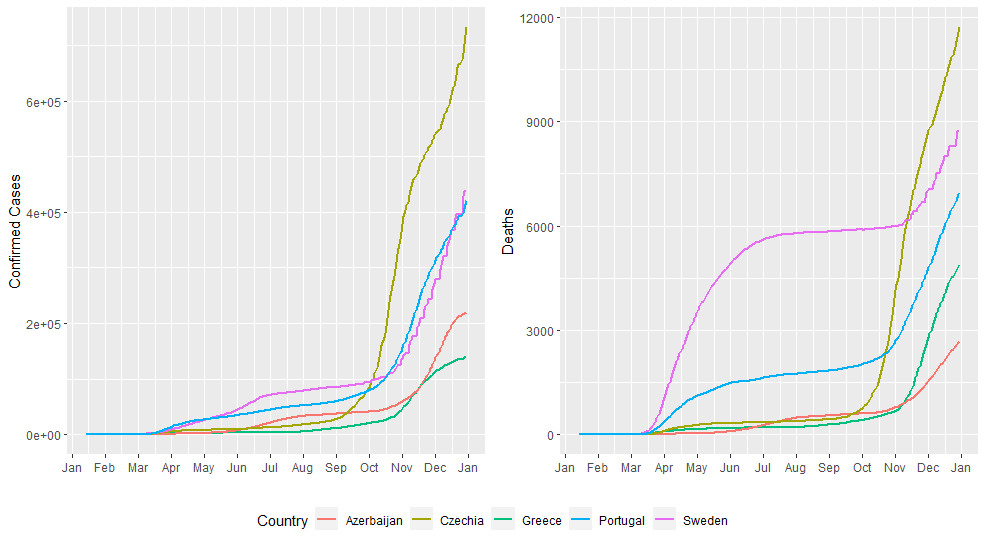 Confirmed Cases
6e+05
4e+05
2e+05
0e+00
Jan Feb Mar Apr May Jun Jul Aug Sep Oct Nov Dec Jan
Deaths
12000
9000
6000
3000
0
Jan Feb Mar Apr May Jun Jul Aug Sep Oct Nov Dec Jan
Country Azerbaijan Czechia Greece Portugal Sweden